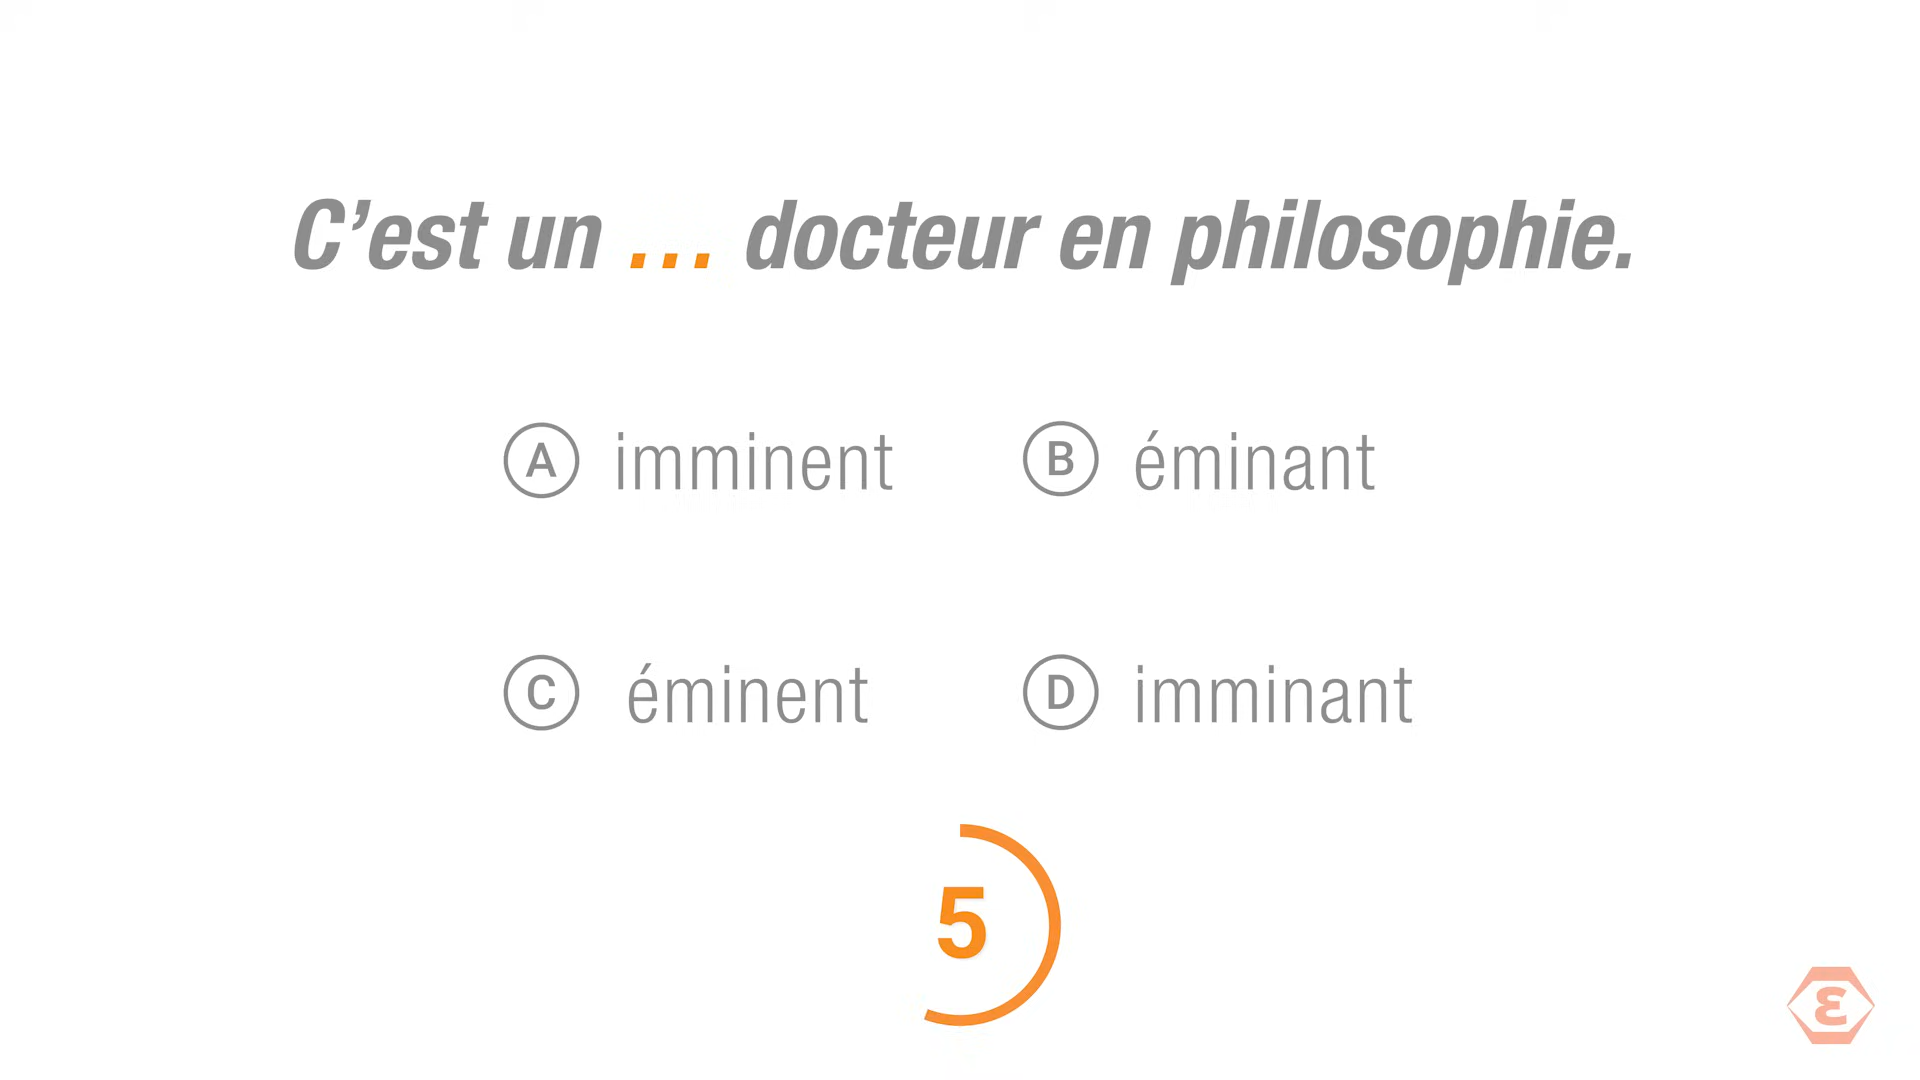 C’est un ... docteur en philosophie.
A imminent
B éminant
C éminent
D imminant
5